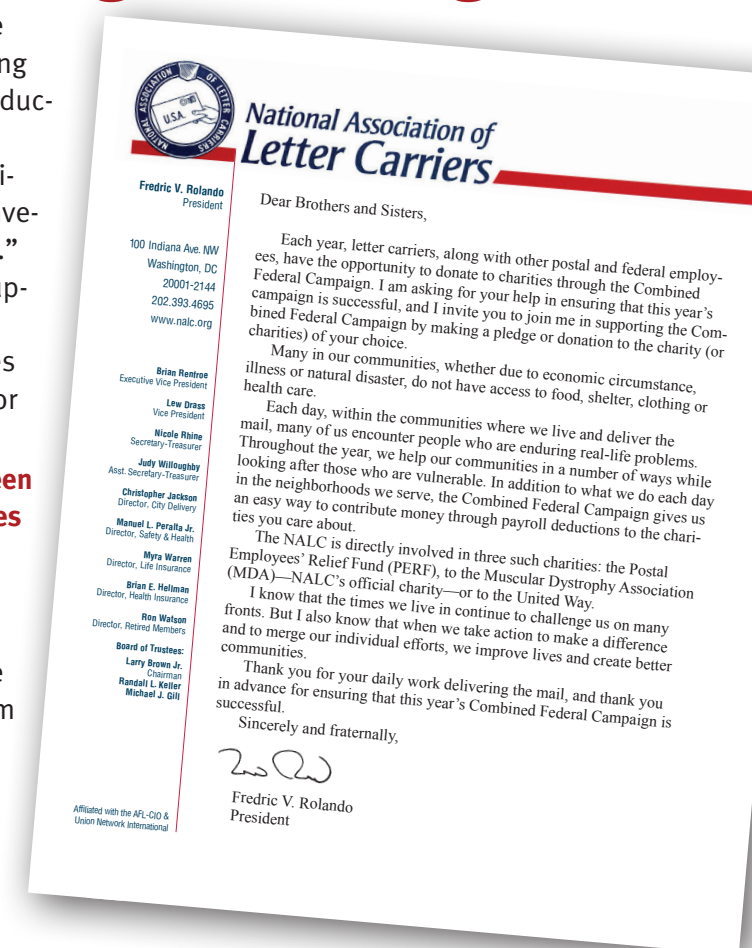 e
ng
duc-
i-
ve-
.”
up-
es
or
een
es
e
m
NATIONAL ASSOCIATION OF LETTER CARRIERS
U.S.A.
National Association of
Letter Carriers
Fredric V. Rolando
President
100 Indiana Ave. NW
Washington, DC
20001-2144
202.393.4695
www.nalc.org
Brian Renfroe
Executive Vice President
Lew Drass
Vice President
Nicole Rhine
Secretary-Treasurer
Judy Willoughby
Asst. Secretary-Treasurer
Christopher Jackson
Director, City Delivery
Manuel L. Peralta Jr.
Director, Safety & Health
Myra Warren
Director, Life Insurance
Brian E. Hellman
Director, Health Insurance
Ron Watson
Director, Retired Members
Board of Trustees:
Larry Brown Jr.
Chairman
Randall L. Keller
Michael J. Gill
Affiliated with the AFL-CIO &
Union Network International
Dear Brothers and Sisters,
Each year, letter carriers, along with other postal and federal employ-
ees, have the opportunity to donate to charities through the Combined
Federal Campaign. I am asking for your help in ensuring that this year’s
campaign is successful, and I invite you to join me in supporting the Com-
bined Federal Campaign by making a pledge or donation to the charity (or
charities) of your choice.
Many in our communities, whether due to economic circumstance,
illness or natural disaster, do not have access to food, shelter, clothing or
health care.
Each day, within the communities where we live and deliver the
mail, many of us encounter people who are enduring real-life problems.
Throughout the year, we help our communities in a number of ways while
looking after those who are vulnerable. In addition to what we do each day
in the neighborhoods we serve, the Combined Federal Campaign gives us
an easy way to contribute money through payroll deductions to the chari-
ties you care about.
The NALC is directly involved in three such charities: the Postal
Employees’ Relief Fund (PERF), to the Muscular Dystrophy Association
(MDA)—NALC’s official charity—or to the United Way.
I know that the times we live in continue to challenge us on many
fronts. But I also know that when we take action to make a difference
and to merge our individual efforts, we improve lives and create better
communities.
Thank you for your daily work delivering the mail, and thank you
in advance for ensuring that this year’s Combined Federal Campaign is
successful.
Sincerely and fraternally,
Fredric V. Rolando
President